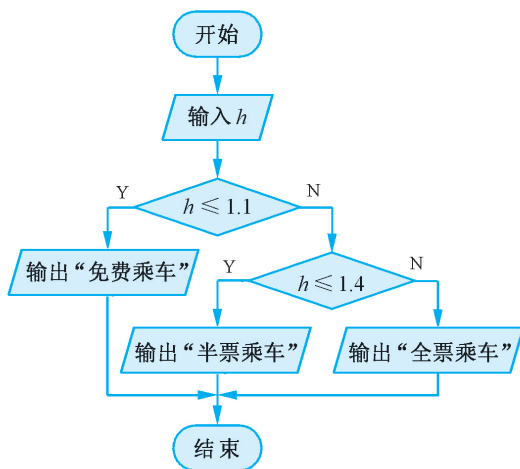 开始
输入 h
Y
N
h ≤ 1.1
输出“免费乘车”
Y
N
h ≤ 1.4
输出“半票乘车”
输出“全票乘车”
结束